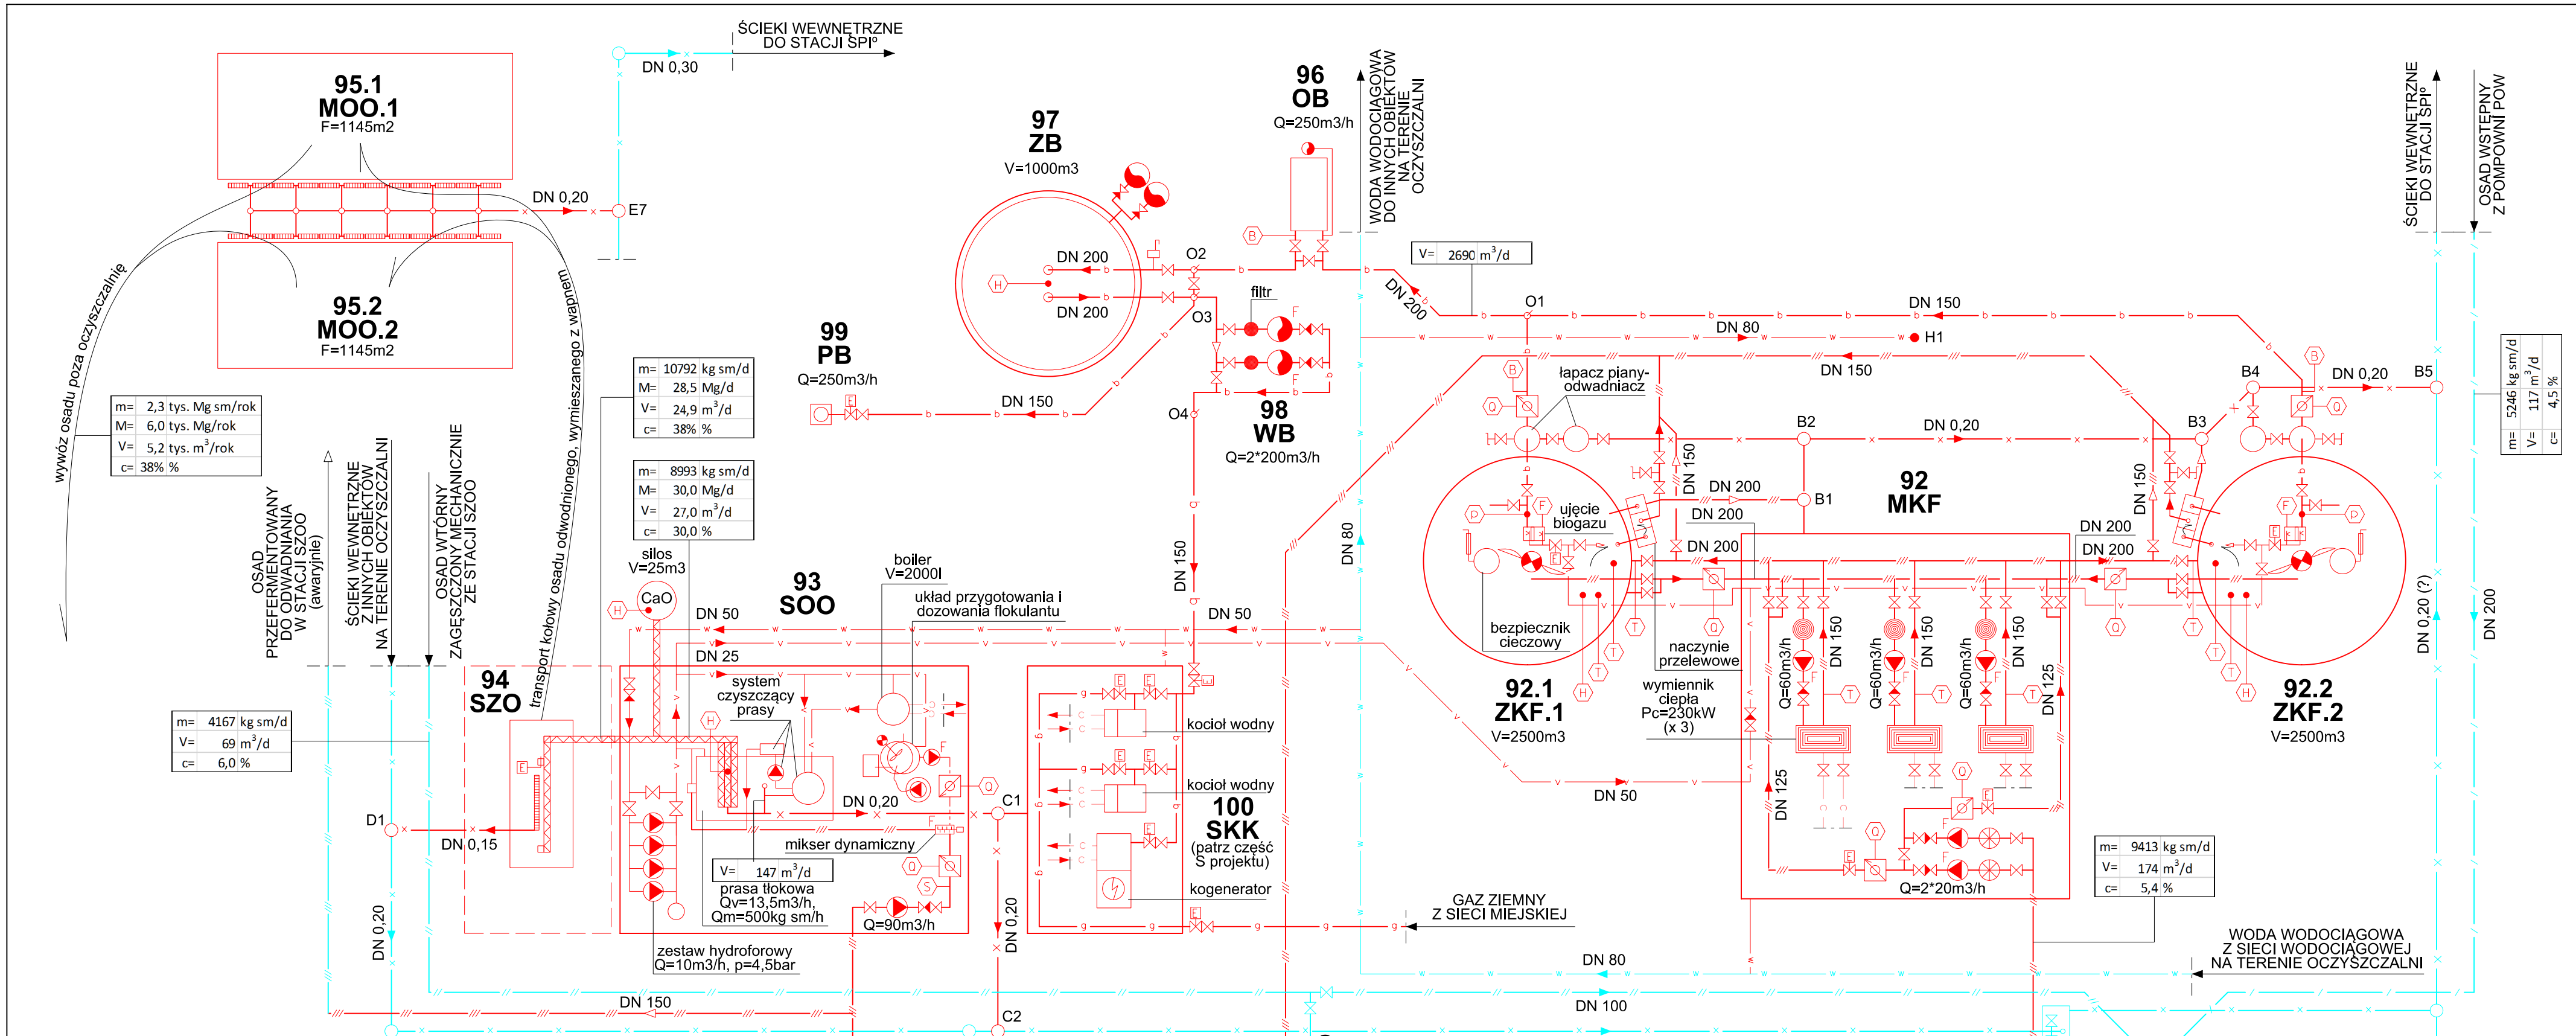 ŚCIEKI WEWNĘTRZNE
DO STACJI SPIº
DN 0,30
95.1
MOO.1
F=1145m2
DN 0,20
E7
95.2
MOO.2
F=1145m2
wywóz osadu poza oczyszczalnię
transport kołowy osadu odwodnionego, wymieszanego z wapnem
m= 2,3 tys. Mg sm/rok
M= 6,0 tys. Mg/rok
V= 5,2 tys. m³/rok
c= 38% %
97
ZB
V=1000m3
DN 200
DN 200
H
O2
O3
96
OB
Q=250m3/h
B
WODA WODOCIĄGOWA
DO INNYCH OBIEKTÓW
NA TERENIE
OCZYSZCZALNI
V= 2690 m³/d
DN 200
O1
DN 150
DN 80
H1
DN 150
filtr
F
F
99
PB
Q=250m3/h
E
DN 150
O4
98
WB
Q=2*200m3/h
m= 10792 kg sm/d
M= 28,5 Mg/d
V= 24,9 m³/d
c= 38% %
m= 8993 kg sm/d
M= 30,0 Mg/d
V= 27,0 m³/d
c= 30,0 %
ŚCIEKI WEWNĘTRZNE
DO STACJI SPIº
OSAD WSTĘPNY
Z POMPOWNI POW
m= 5246 kg sm/d
V= 117 m³/d
c= 4,5 %
B4
DN 0,20
B5
B
Q
B
Q
łapacz piany-
odwadniacz
B2
DN 0,20
B3
DN 150
DN 150
DN 200
B1
92
MKF
DN 200
DN 200
DN 200
DN 200
ujęcie
biogazu
P
F
E
bezpiecznik
cieczowy
naczynie
przelewowe
T
Q
H
T
T
92.1
ZKF.1
V=2500m3
F
P
E
Q
T
T
T
H
92.2
ZKF.2
V=2500m3
DN 0,20 (?)
DN 200
OSAD
PRZEFERMENTOWANY
DO ODWADNIANIA
W STACJI SZOO
(awaryjnie)
ŚCIEKI WEWNĘTRZNE
Z INNYCH OBIEKTÓW
NA TERENIE OCZYSZCZALNI
OSAD WTÓRNY
ZAGĘSZCZONY MECHANICZNIE
ZE STACJI SZOO
silos
V=25m3
CaO
H
93
SOO
boiler
V=2000l
układ przygotowania i
dozowania flokulantu
DN 50
DN 25
DN 150
DN 50
DN 80
94
SZO
E
system
czyszczący
prasy
H
m= 4167 kg sm/d
V= 69 m³/d
c= 6,0 %
D1
DN 0,15
DN 0,20
DN 0,20
C1
F
Q
mikser dynamiczny
F
V= 147 m³/d
prasa tłokowa
Qv=13,5m3/h,
Qm=500kg sm/h
Q
S
Q=90m3/h
zestaw hydroforowy
Q=10m3/h, p=4,5bar
DN 0,20
E
E
E
kocioł wodny
E
E
kocioł wodny
E
100
SKK
(patrz część
S projektu)
kogenerator
E
GAZ ZIEMNY
Z SIECI MIEJSKIEJ
DN 50
wymiennik
ciepła
Pc=230kW
(x 3)
Q=60m3/h
F
DN 150
T
Q=60m3/h
F
DN 150
T
Q=60m3/h
F
DN 150
T
DN 125
DN 125
Q
E
Q
E
F
F
Q=2*20m3/h
m= 9413 kg sm/d
V= 174 m³/d
c= 5,4 %
WODA WODOCIĄGOWA
Z SIECI WODOCIĄGOWEJ
NA TERENIE OCZYSZCZALNI
DN 80
DN 100
DN 150
C2